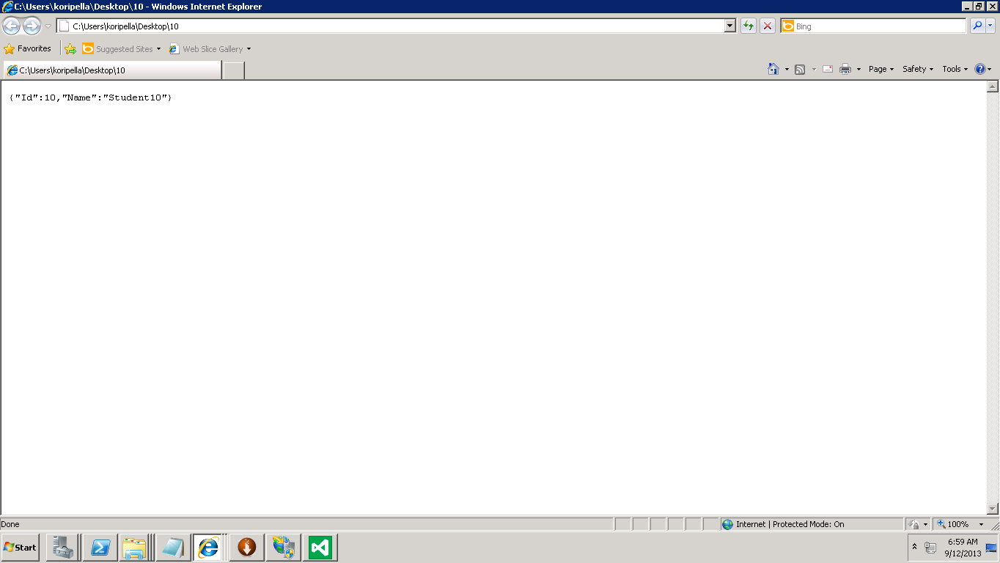 C:\Users\koripella\Desktop\10 - Windows Internet Explorer
C:\Users\koripella\Desktop\10
Bing
Favorites
Suggested Sites
Web Slice Gallery
C:\Users\koripella\Desktop\10
Page
Safety
Tools
{"Id":10,"Name":"Student10"}
Done
Internet | Protected Mode: On
100%
Start
6:59 AM
9/12/2013